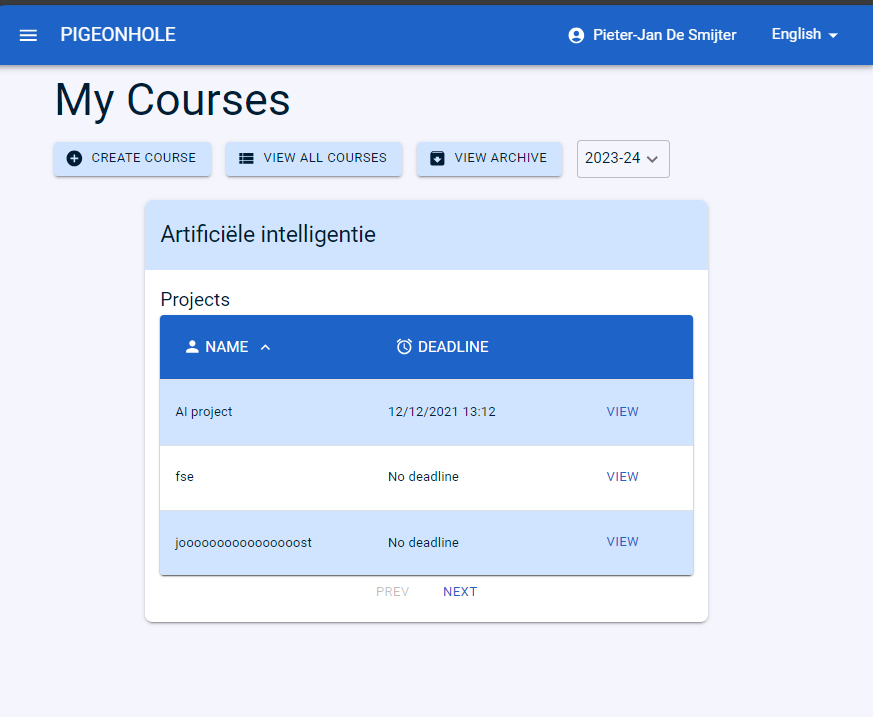 PIGEONHOLE Pieter-Jan De Smijter English
My Courses
CREATE COURSE VIEW ALL COURSES VIEW ARCHIVE 2023-24
Artificiële intelligentie
Projects
NAME DEADLINE
AI project 12/12/2021 13:12 VIEW
fse No deadline VIEW
joooooooooooooooost No deadline VIEW
PREV NEXT